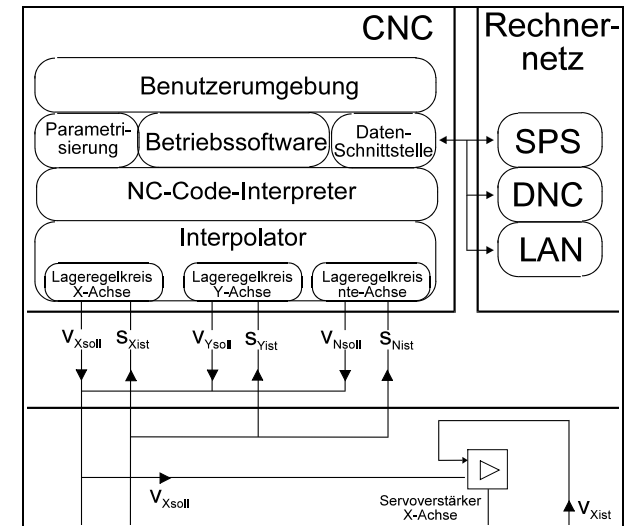 CNC
Rechner-
netz
Benutzerumgebung
Parametri-
sierung
Betriebssoftware
Daten-
Schnittstelle
SPS
NC-Code-Interpreter
DNC
Interpolator
LAN
Lageregelkreis
X-Achse
Lageregelkreis
Y-Achse
Lageregelkreis
nte-Achse
vXsoll
sXist
vYsoll
sYist
vNsoll
sNist
vXsoll
Servoverstärker
X-Achse
vXist